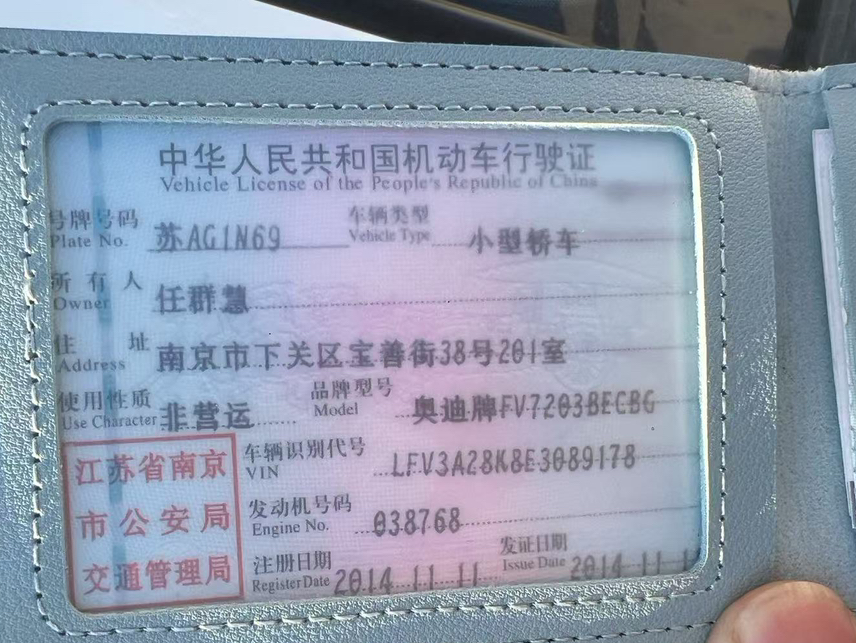 中华人民共和国机动车行驶证
Vehicle License of the People's Republic of China
号牌号码 苏AG1N69 车辆类型 小型轿车
Plate No. Vehicle Type
所有人 任群慧
Owner
住址 南京市下关区宝善街38号201室
Address
使用性质 非营运 品牌型号 奥迪牌FV7203BECBG
Use Character Model
江苏省南京
市公安局
交通管理局
车辆识别代号 LFV3A28K8E3089178
VIN
发动机号码 038768
Engine No.
注册日期 2014 11 11 发证日期 2014 11 1
Register Date Issue Date